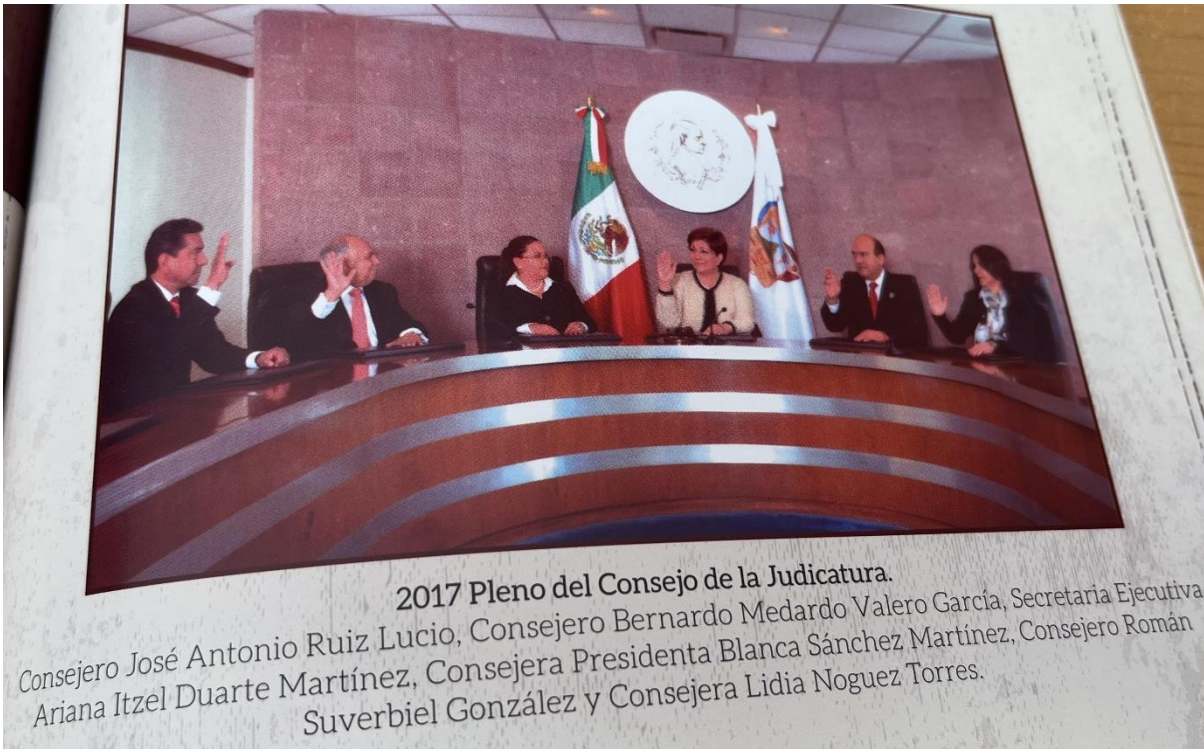 2017 Pleno del Consejo de la Judicatura.
Consejero José Antonio Ruiz Lucio, Consejero Bernardo Medardo Valero García, Secretaria Ejecutiva
Ariana Itzel Duarte Martínez, Consejera Presidenta Blanca Sánchez Martínez, Consejero Román
Suverbiel González y Consejera Lidia Noguez Torres.